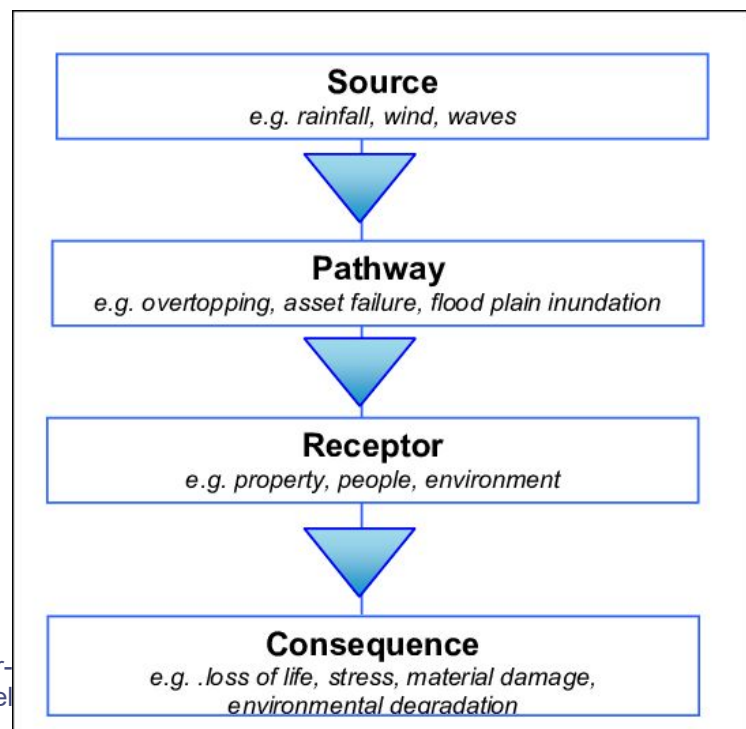 Source
e.g. rainfall, wind, waves
Pathway
e.g. overtopping, asset failure, flood plain inundation
Receptor
e.g. property, people, environment
Consequence
e.g. .loss of life, stress, material damage,
environmental degradation
r-
el